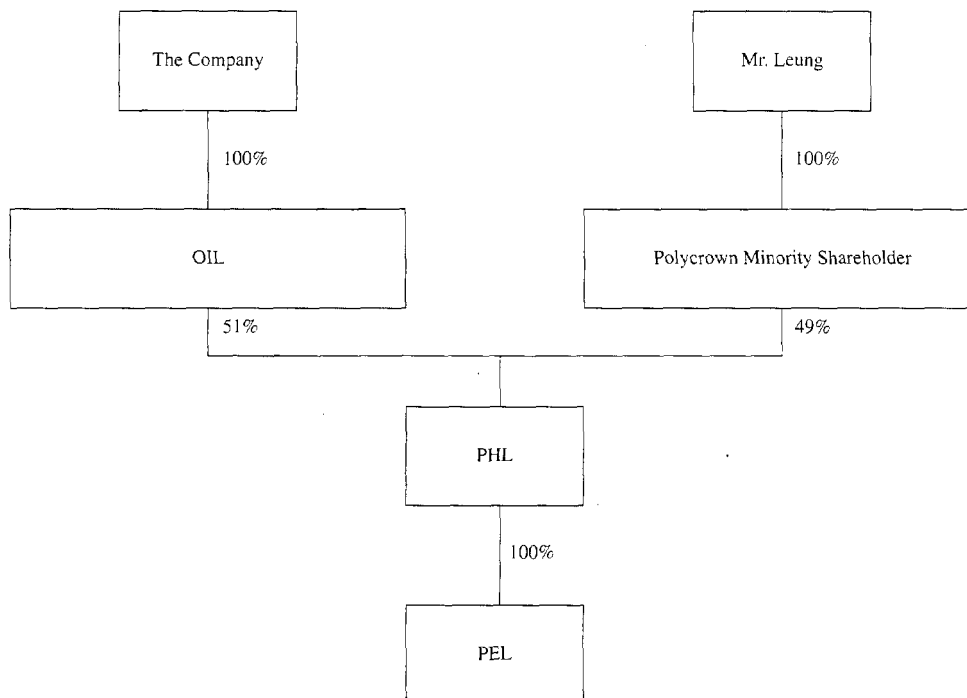 The Company
Mr. Leung
100%
100%
OIL
Polycrown Minority Shareholder
51%
49%
PHL
100%
PEL